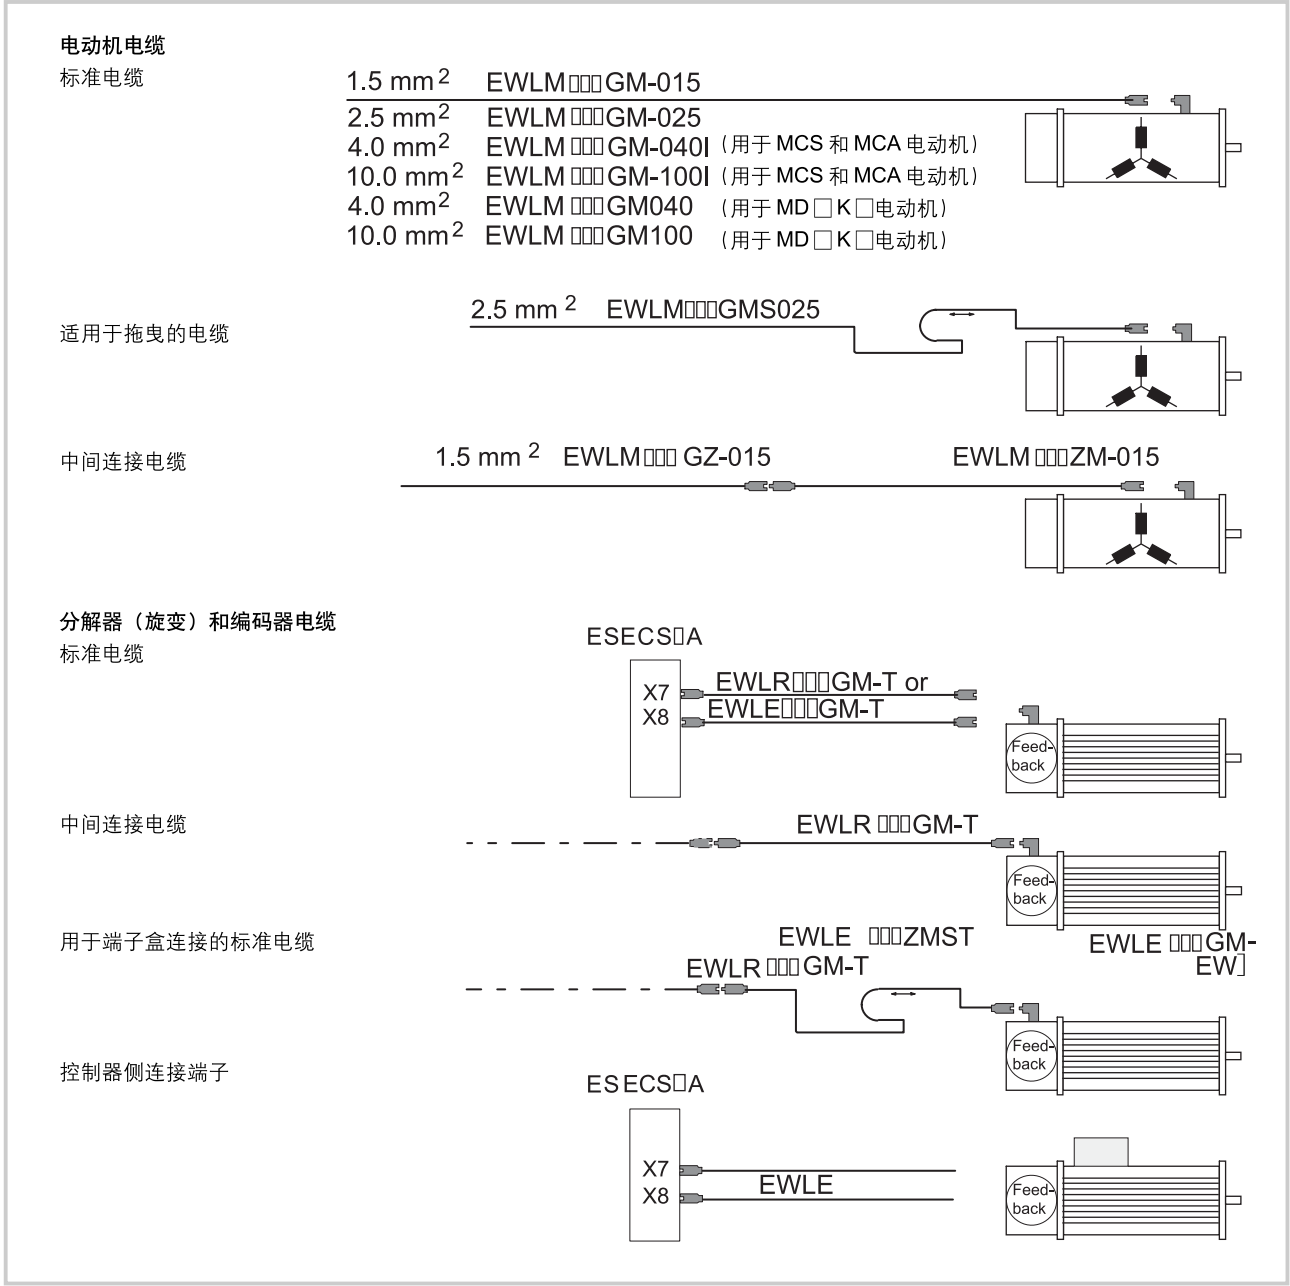 电动机电缆
标准电缆
1.5 mm² EWLM□□□GM-015
2.5 mm² EWLM□□□GM-025
4.0 mm² EWLM□□□GM-040I (用于 MCS 和 MCA 电动机)
10.0 mm² EWLM□□□GM-100I (用于 MCS 和 MCA 电动机)
4.0 mm² EWLM□□□GM040 (用于 MD□K□电动机)
10.0 mm² EWLM□□□GM100 (用于 MD□K□电动机)
2.5 mm² EWLM□□□GMS025
适用于拖曳的电缆
中间连接电缆
1.5 mm² EWLM□□□GZ-015 EWLM□□□ZM-015
分解器（旋变）和编码器电缆
标准电缆
ESECS□A
X7 EWLR□□□GM-T or
X8 EWLE□□□GM-T
Feed-
back
中间连接电缆
EWLR□□□GM-T
Feed-
back
用于端子盒连接的标准电缆
EWLE □□□ZMST
EWLE□□□GM-
EW]
EWLR□□□GM-T
Feed-
back
控制器侧连接端子
ESECS□A
X7
X8
EWLE
Feed-
back